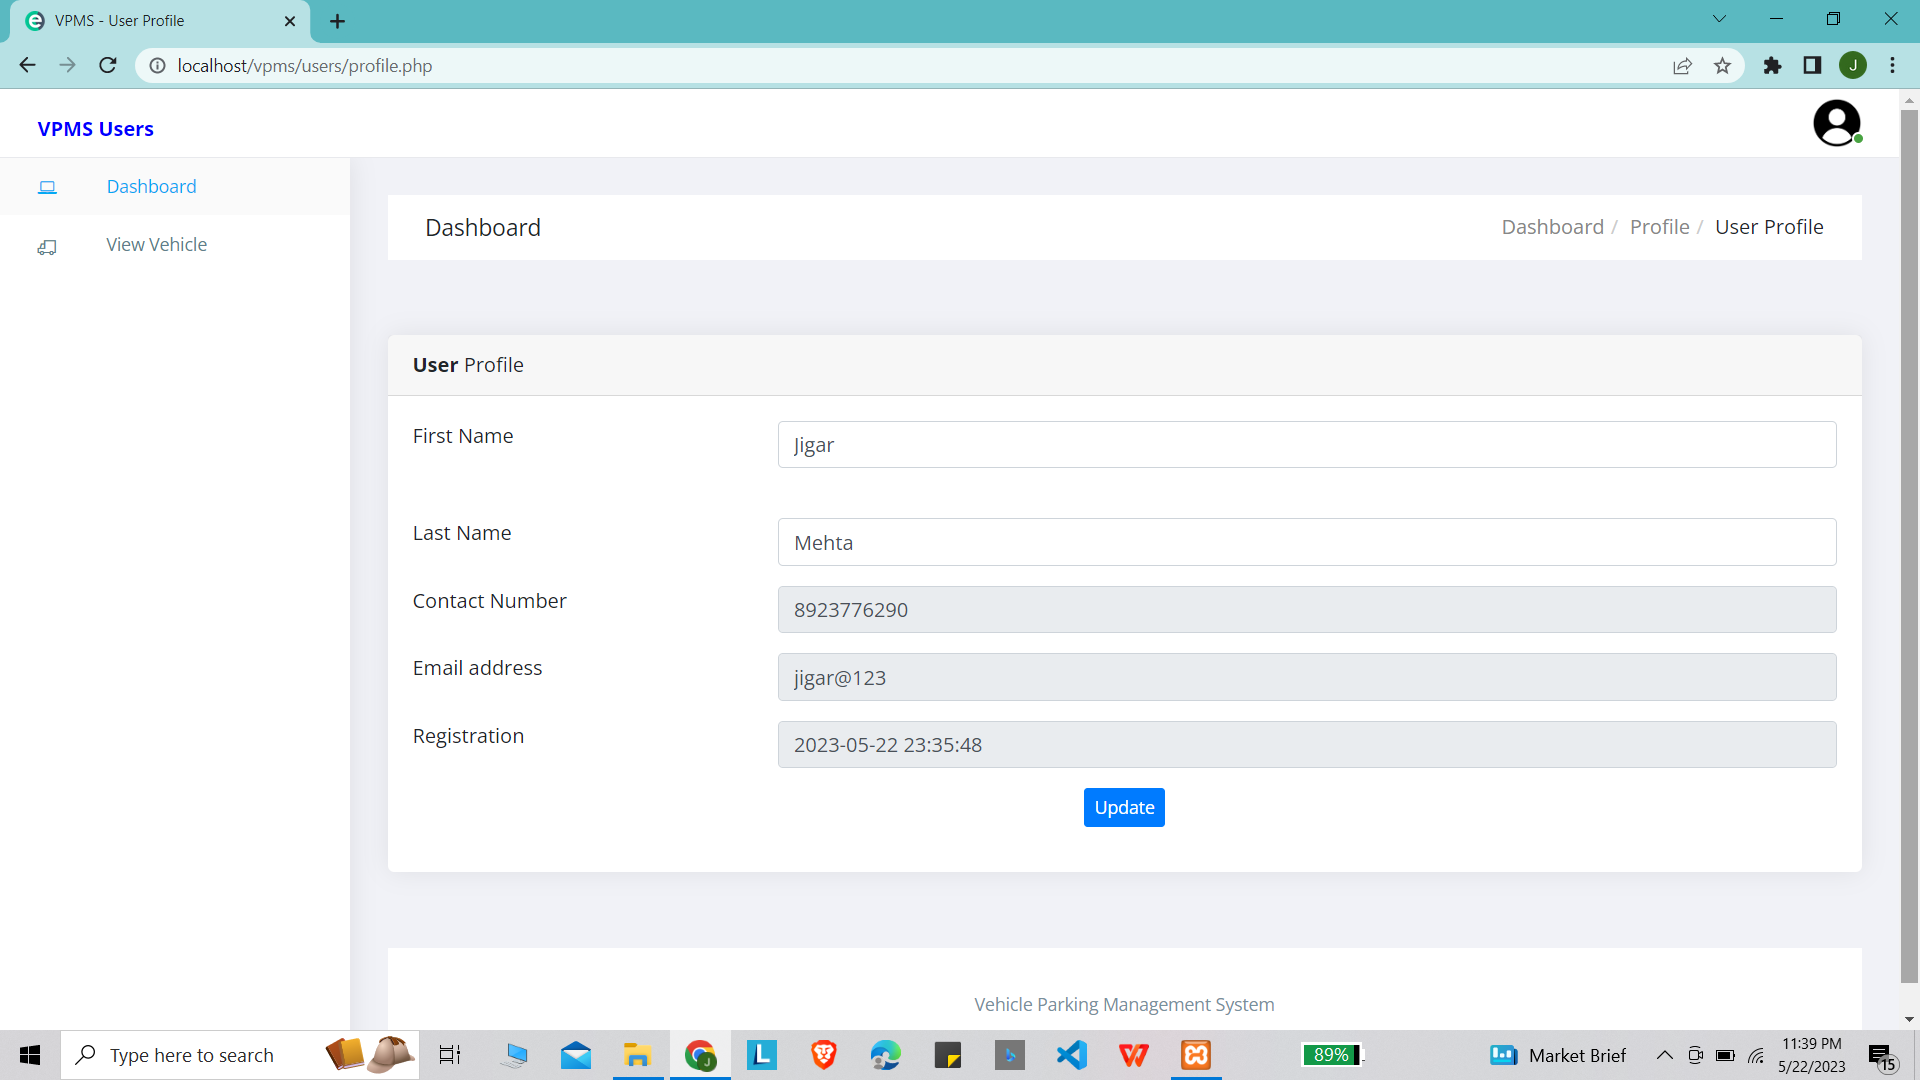 VPMS - User Profile
localhost/vpms/users/profile.php
J
VPMS Users
Dashboard
View Vehicle
Dashboard
Dashboard / Profile / User Profile
User Profile
First Name
Jigar
Last Name
Mehta
Contact Number
8923776290
Email address
jigar@123
Registration
2023-05-22 23:35:48
Update
Vehicle Parking Management System
Type here to search
J
L
89%
Market Brief
11:39 PM
5/22/2023
15